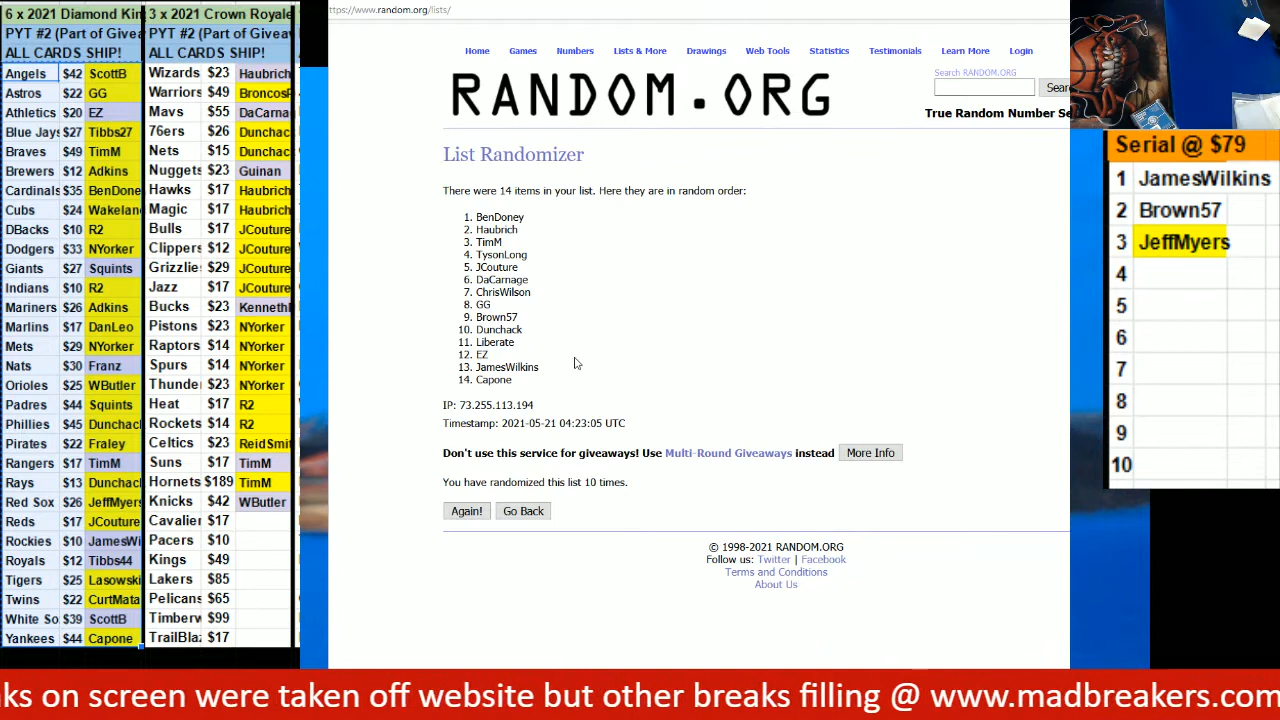 6 x 2021 Diamond Kin
PYT #2 (Part of Givea
ALL CARDS SHIP!
Angels $42 ScottB
Astros $22 GG
Athletics $20 EZ
Blue Jays $27 Tibbs27
Braves $49 TimM
Brewers $12 Adkins
Cardinals $35 BenDone
Cubs $24 Wakelan
DBacks $10 R2
Dodgers $33 NYorker
Giants $27 Squints
Indians $10 R2
Mariners $26 Adkins
Marlins $17 DanLeo
Mets $29 NYorker
Nats $30 Franz
Orioles $25 WButler
Padres $44 Squints
Phillies $45 Dunchac
Pirates $22 Fraley
Rangers $17 TimM
Rays $13 Dunchac
Red Sox $26 JeffMyers
Reds $17 JCouture
Rockies $10 JamesWi
Royals $12 Tibbs44
Tigers $25 Lasowski
Twins $22 CurtMata
White So $39 ScottB
Yankees $44 Capone
3 x 2021 Crown Royale
PYT #2 (Part of Giveav
ALL CARDS SHIP!
Wizards $23 Haubrich
Warriors $49 BroncosF
Mavs $55 DaCarna
76ers $26 Dunchac
Nets $15 Dunchac
Nuggets $23 Guinan
Hawks $17 Haubrich
Magic $17 Haubrich
Bulls $17 JCouture
Clippers $12 JCouture
Grizzlies $29 JCouture
Jazz $17 JCouture
Bucks $23 Kenneth
Pistons $23 NYorker
Raptors $14 NYorker
Spurs $14 NYorker
Thunder $23 NYorker
Heat $17 R2
Rockets $14 R2
Celtics $23 ReidSmit
Suns $17 TimM
Hornets $189 TimM
Knicks $42 WButler
Cavalier $17
Pacers $10
Kings $49
Lakers $85
Pelicans $65
Timberw $99
TrailBla $17
ttps://www.random.org/lists/
Home Games Numbers Lists & More Drawings Web Tools Statistics Testimonials Learn More Login
RANDOM.ORG
Search RANDOM.ORG
Sear
True Random Number Se
List Randomizer
There were 14 items in your list. Here they are in random order:
1. BenDoney
2. Haubrich
3. TimM
4. TysonLong
5. JCouture
6. DaCarnage
7. ChrisWilson
8. GG
9. Brown57
10. Dunchack
11. Liberate
12. EZ
13. JamesWilkins
14. Capone
IP: 73.255.113.194
Timestamp: 2021-05-21 04:23:05 UTC
Don't use this service for giveaways! Use Multi-Round Giveaways instead More Info
You have randomized this list 10 times.
Again! Go Back
© 1998-2021 RANDOM.ORG
Follow us: Twitter | Facebook
Terms and Conditions
About Us
Serial @ $79
1 JamesWilkins
2 Brown57
3 JeffMyers
4
5
6
7
8
9
10
aks on screen were taken off website but other breaks filling @ www.madbreakers.com